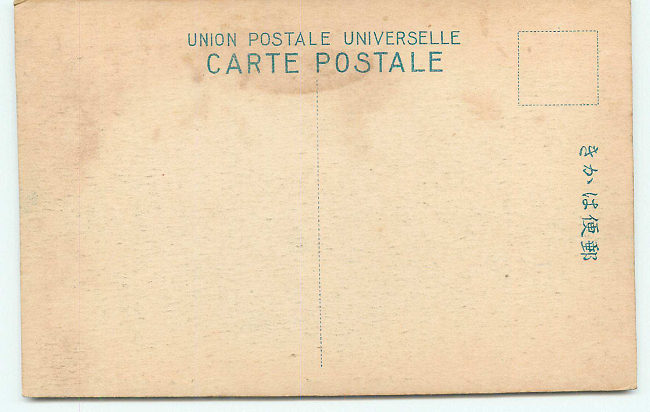 UNION POSTALE UNIVERSELLE
CARTE POSTALE
郵便はかき